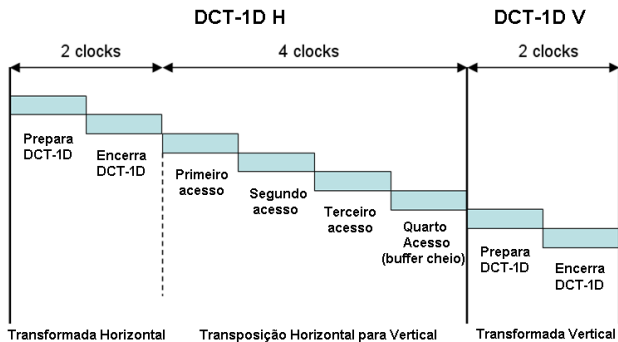 DCT-1D H
DCT-1D V
2 clocks
4 clocks
2 clocks
Prepara
DCT-1D
Encerra
DCT-1D
Primeiro
acesso
Segundo
acesso
Terceiro
acesso
Quarto
Acesso
(buffer cheio)
Prepara
DCT-1D
Encerra
DCT-1D
Transformada Horizontal
Transposição Horizontal para Vertical
Transformada Vertical